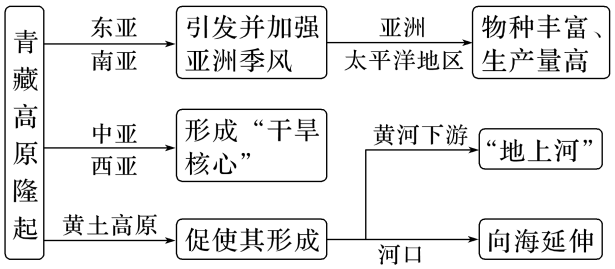 青藏高原隆起
东亚
南亚
引发并加强
亚洲季风
亚洲
太平洋地区
物种丰富、
生产量高
中亚
西亚
形成“干旱
核心”
黄土高原
促使其形成
黄河下游
“地上河”
河口
向海延伸